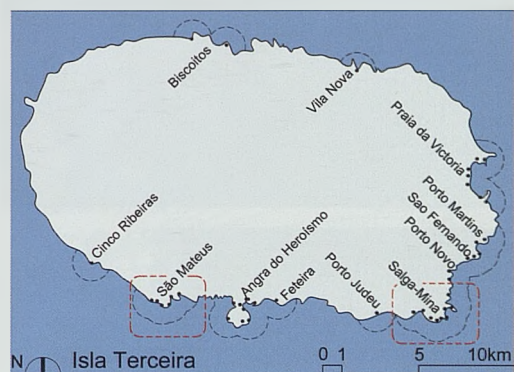 Biscoitos
Vila Nova
Praia da Victoria
Porto Martins
Sao Fernando
Porto Novo
Salga-Mina
Porto Judeu
Feteira
Angra do Heroismo
São Mateus
Cinco Ribeiras
N
Isla Terceira
0 1 5 10km